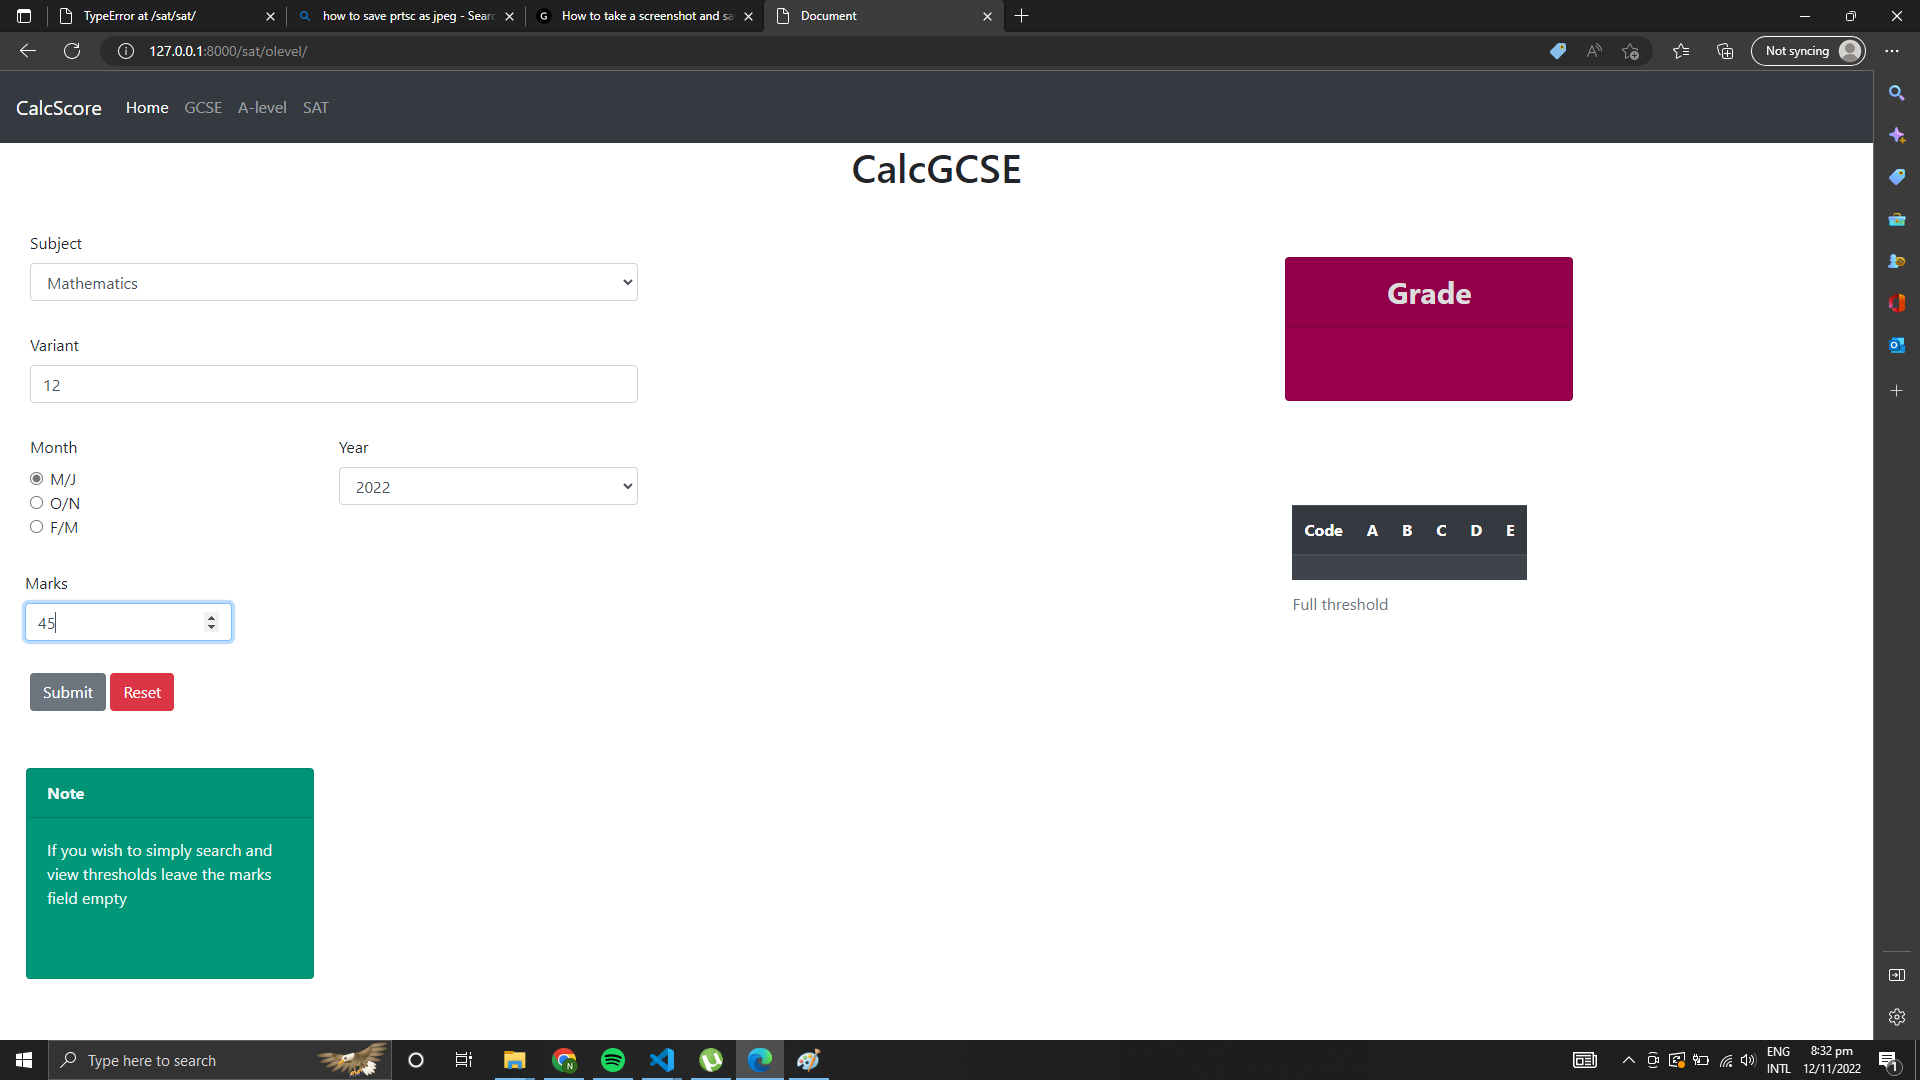 TypeError at /sat/sat/
how to save prtsc as jpeg - Sear
How to take a screenshot and sa
Document
127.0.0.1:8000/sat/olevel/
Not syncing
CalcScore Home GCSE A-level SAT
CalcGCSE
Subject
Mathematics
Variant
12
Month
M/J
O/N
F/M
Year
2022
Marks
45
Submit Reset
Note
If you wish to simply search and
view thresholds leave the marks
field empty
Grade
Code A B C D E
Full threshold
Type here to search
ENG
INTL
8:32 pm
12/11/2022
1